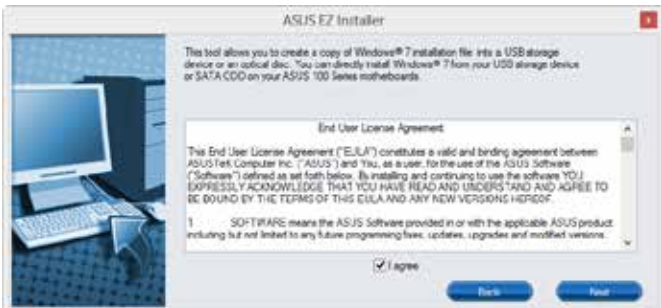 ASUS EZ Installer
This tool allows you to create a copy of Windows® 7 installation file into a USB storage
device or an optical disc. You can directly install Windows® 7 from your USB storage device
or SATA ODD on your ASUS 100 Series motherboards.
End User License Agreement
This End User License Agreement ("EULA") constitutes a valid and binding agreement between
ASUSTeK Computer Inc. ("ASUS") and You, as a user, for the use of the ASUS Software
("Software") defined as set forth below. By installing and continuing to use the software YOU
EXPRESSLY ACKNOWLEDGE THAT YOU HAVE READ AND UNDERSTAND AND AGREE TO
BE BOUND BY THE TERMS OF THIS EULA AND ANY NEW VERSIONS HEREOF.
1 SOFTWARE means the ASUS Software provided in or with the applicable ASUS product
including but not limited to any future programming fixes, updates, upgrades and modified versions.
I agree
Back Next